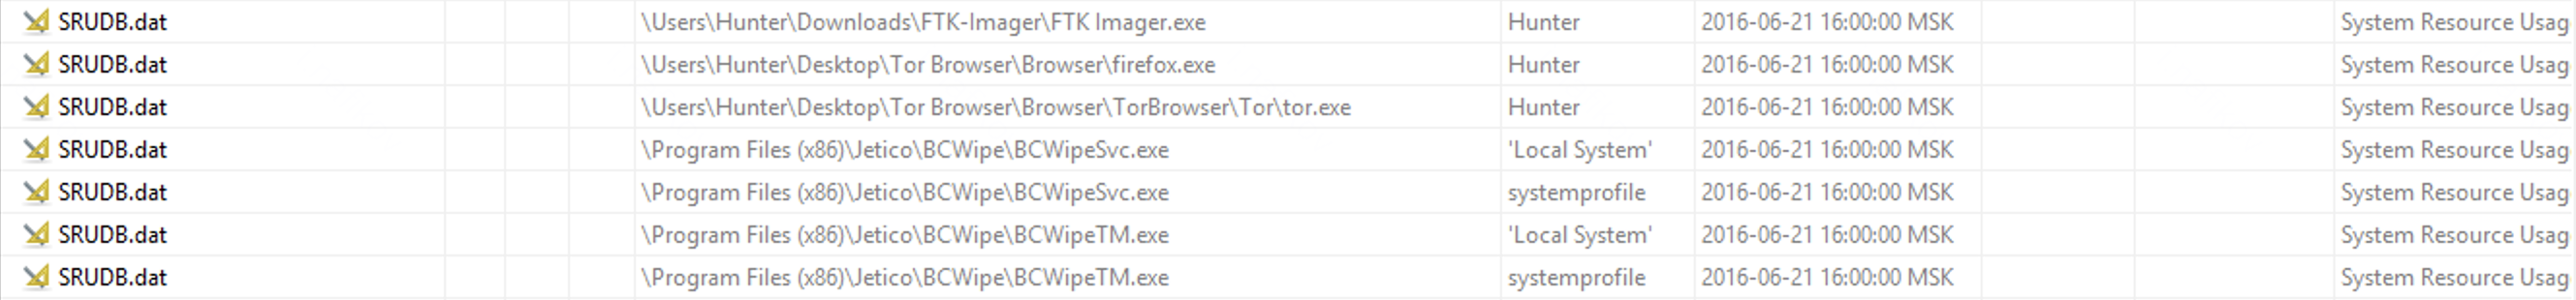 SRUDB.dat \Users\Hunter\Downloads\FTK-Imager\FTK Imager.exe Hunter 2016-06-21 16:00:00 MSK System Resource Usag
SRUDB.dat \Users\Hunter\Desktop\Tor Browser\Browser\firefox.exe Hunter 2016-06-21 16:00:00 MSK System Resource Usag
SRUDB.dat \Users\Hunter\Desktop\Tor Browser\Browser\TorBrowser\Tor\tor.exe Hunter 2016-06-21 16:00:00 MSK System Resource Usag
SRUDB.dat \Program Files (x86)\Jetico\BCWipe\BCWipeSvc.exe 'Local System' 2016-06-21 16:00:00 MSK System Resource Usag
SRUDB.dat \Program Files (x86)\Jetico\BCWipe\BCWipeSvc.exe systemprofile 2016-06-21 16:00:00 MSK System Resource Usag
SRUDB.dat \Program Files (x86)\Jetico\BCWipe\BCWipeTM.exe 'Local System' 2016-06-21 16:00:00 MSK System Resource Usag
SRUDB.dat \Program Files (x86)\Jetico\BCWipe\BCWipeTM.exe systemprofile 2016-06-21 16:00:00 MSK System Resource Usag